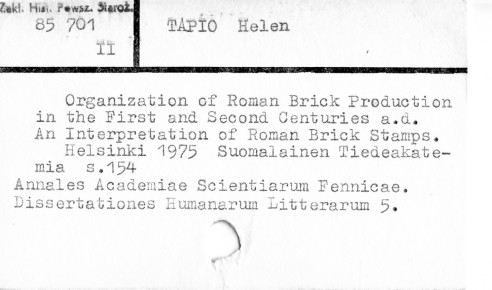 Zakł. Hist. Powsz. Staroż.
85 701
II
TAPIO Helen
Organization of Roman Brick Production
in the First and Second Centuries a.d.
An Interpretation of Roman Brick Stamps.
Helsinki 1975 Suomalainen Tiedeakate-
mia s.154
Annales Academiae Scientiarum Fennicae.
Dissertationes Humanarum Litterarum 5.